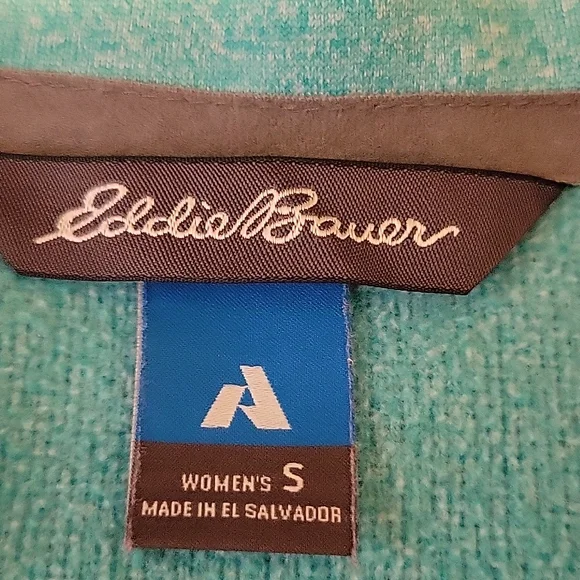 Eddie Bauer
A
WOMEN'S S
MADE IN EL SALVADOR